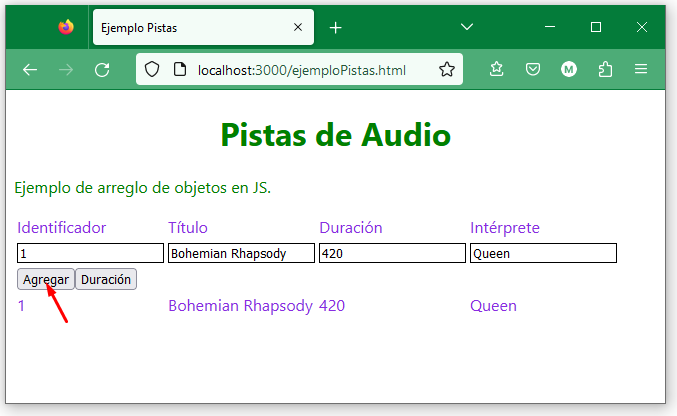 Ejemplo Pistas
localhost:3000/ejemploPistas.html
M
Pistas de Audio
Ejemplo de arreglo de objetos en JS.
Identificador Título Duración Intérprete
1 Bohemian Rhapsody 420 Queen
Agregar Duración
1 Bohemian Rhapsody 420 Queen